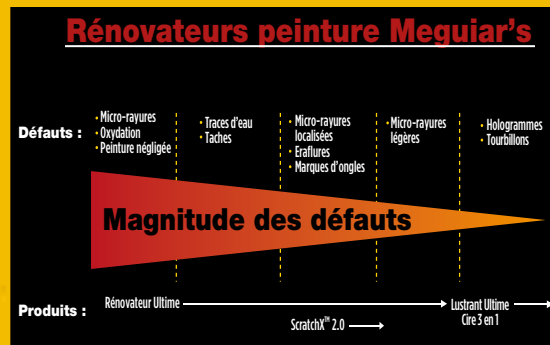 Rénovateurs peinture Meguiar's
Défauts :
• Micro-rayures
• Oxydation
• Peinture négligée
• Traces d'eau
• Taches
• Micro-rayures
localisées
• Eraflures
• Marques d'ongles
• Micro-rayures
légères
• Hologrammes
• Tourbillons
Magnitude des défauts
Produits :
Rénovateur Ultime
ScratchX™ 2.0
Lustrant Ultime
Cire 3 en 1